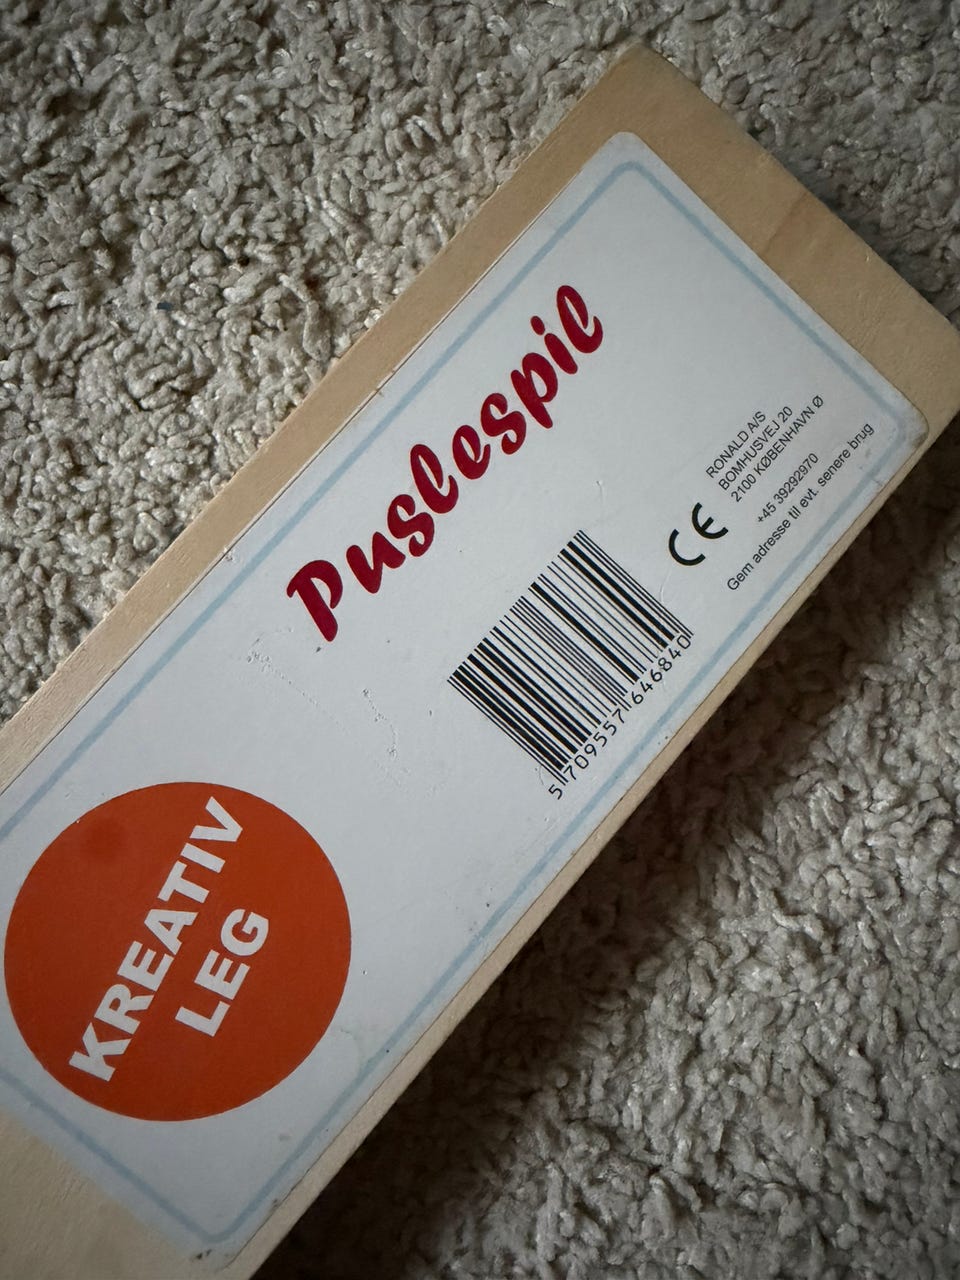 Puslespil
RONALD A/S
BOMHUSVEJ 20
2100 KØBENHAVN Ø
+45 39292970
Gem adresse til evt. senere brug
CE
5 709557 646840
KREATIV
LEG